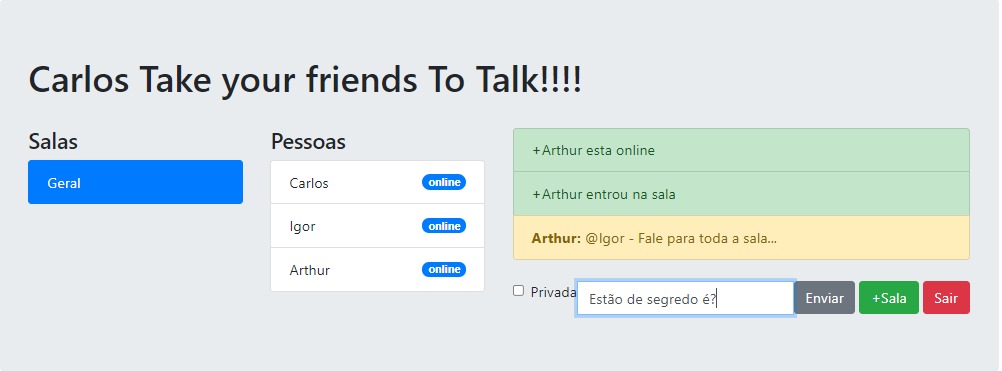 Carlos Take your friends To Talk!!!!
Salas
Geral
Pessoas
Carlos online
Igor online
Arthur online
+Arthur esta online
+Arthur entrou na sala
Arthur: @Igor - Fale para toda a sala...
Privada Estão de segredo é? Enviar +Sala Sair